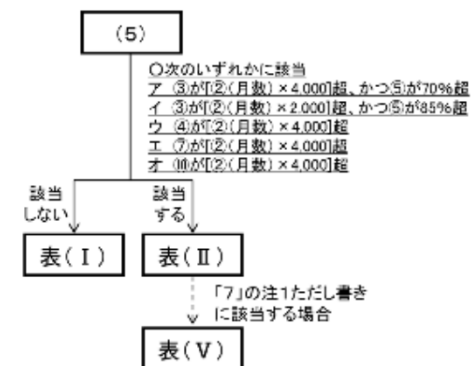 (5)
○次のいずれかに該当
ア ③が[②(月数)×4,000]超、かつ⑤が70%超
イ ③が[②(月数)×2,000]超、かつ⑤が85%超
ウ ④が[②(月数)×4,000]超
エ ⑦が[②(月数)×4,000]超
オ ⑩が[②(月数)×4,000]超
該当
しない
該当
する
表(Ⅰ)
表(Ⅱ)
「7」の注1ただし書き
に該当する場合
表(Ⅴ)